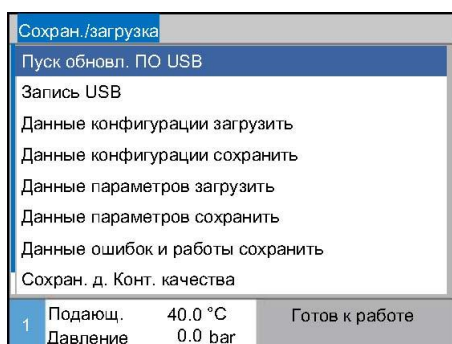 Сохран./загрузка
Пуск обновл. ПО USB
Запись USB
Данные конфигурации загрузить
Данные конфигурации сохранить
Данные параметров загрузить
Данные параметров сохранить
Данные ошибок и работы сохранить
Сохран. д. Конт. качества
1 Подающ. 40.0 °C Готов к работе
Давление 0.0 bar